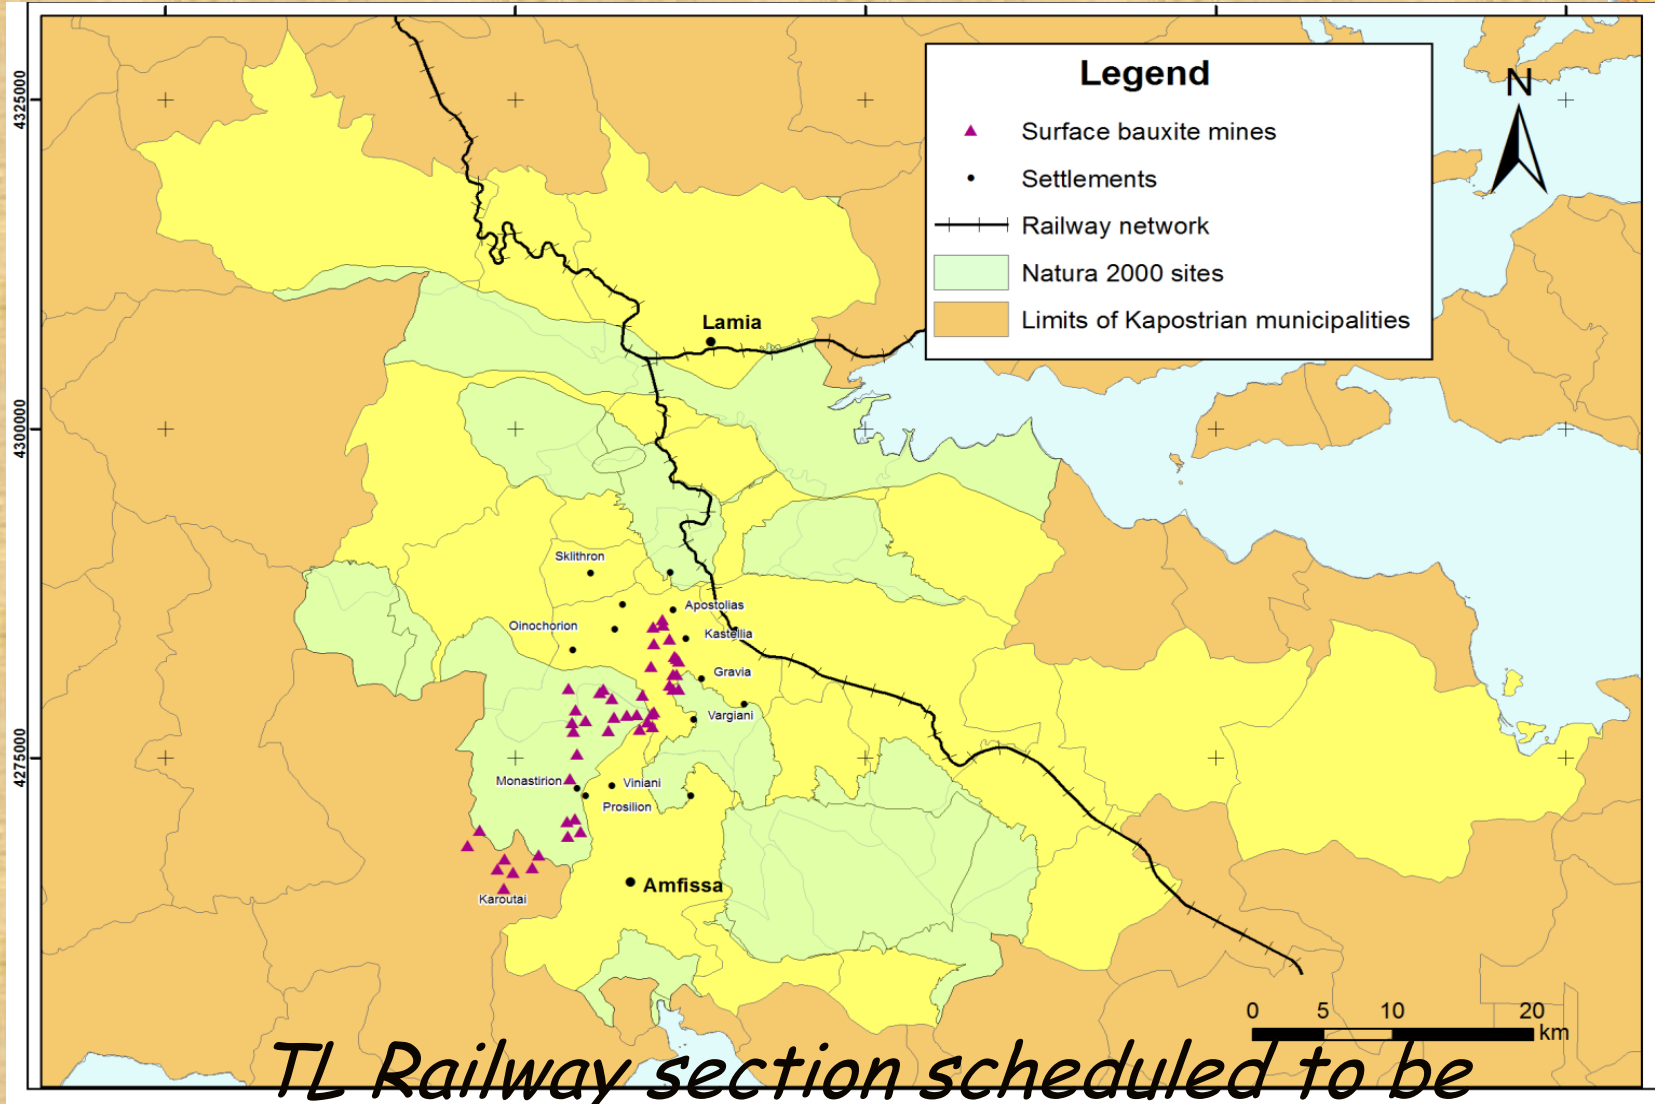 Legend
Surface bauxite mines
Settlements
Railway network
Natura 2000 sites
Limits of Kapostrian municipalities
N
4325000
4300000
4275000
Lamia
Sklithron
Apostolias
Oinochorion
Kastellia
Gravia
Vargiani
Monastirion
Viniani
Prosilion
Amfissa
Karoutai
0 5 10 20
km
TL Railway section scheduled to be